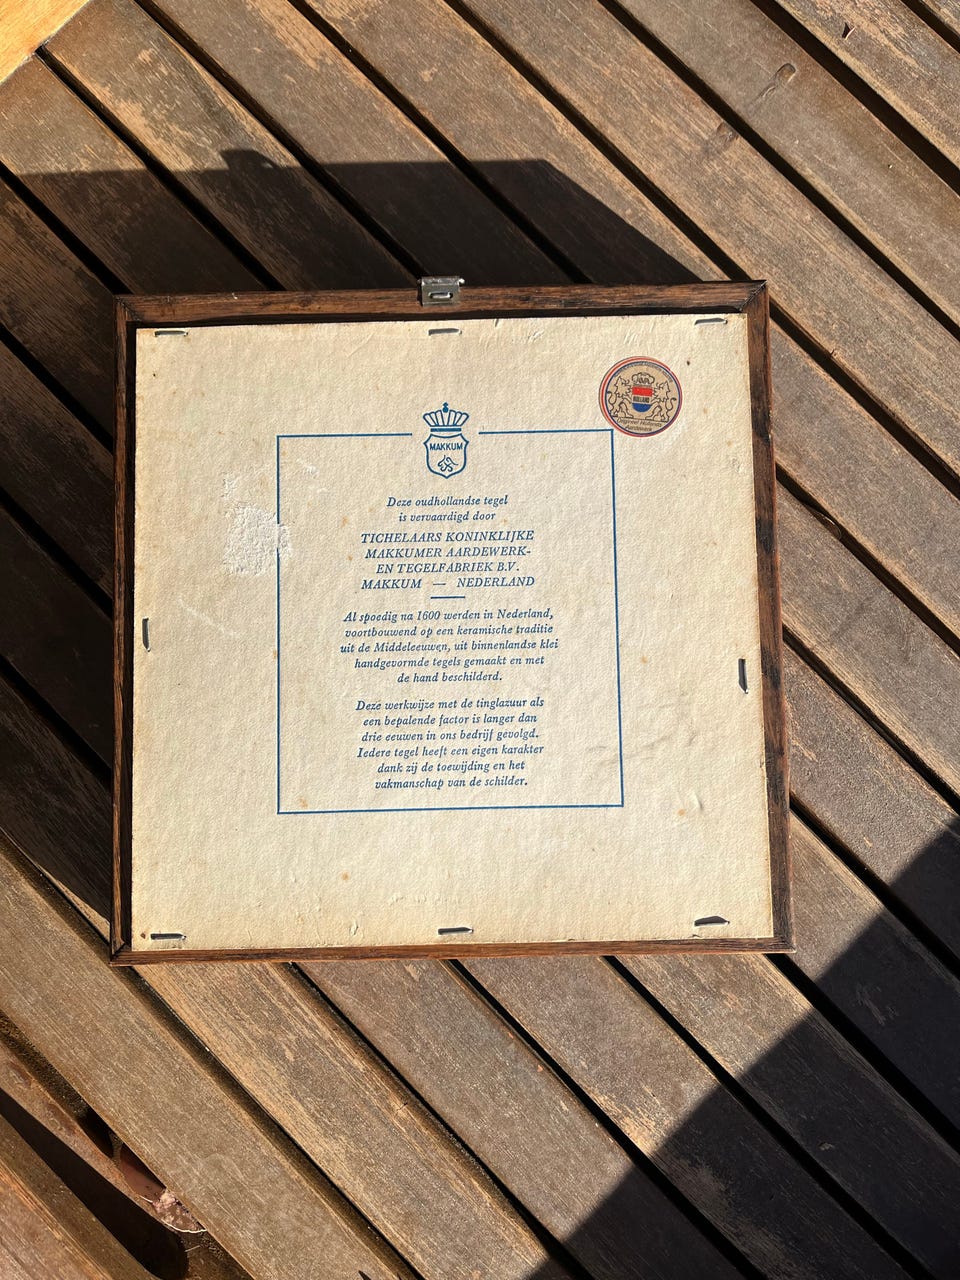 MAKKUM
HOLLAND
Origineel Hollands
Aardewerk
Deze oudhollandse tegel
is vervaardigd door
TICHELAARS KONINKLIJKE
MAKKUMER AARDEWERK-
EN TEGELFABRIEK B.V.
MAKKUM — NEDERLAND
Al spoedig na 1600 werden in Nederland,
voortbouwend op een keramische traditie
uit de Middeleeuwen, uit binnenlandse klei
handgevormde tegels gemaakt en met
de hand beschilderd.
Deze werkwijze met de tinglazuur als
een bepalende factor is langer dan
drie eeuwen in ons bedrijf gevolgd.
Iedere tegel heeft een eigen karakter
dank zij de toewijding en het
vakmanschap van de schilder.